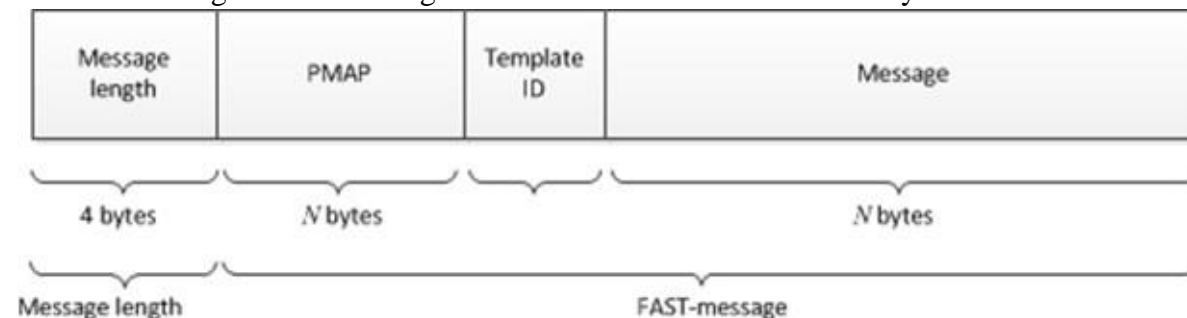 Message
length
PMAP
Template
ID
Message
4 bytes
N bytes
N bytes
Message length
FAST-message